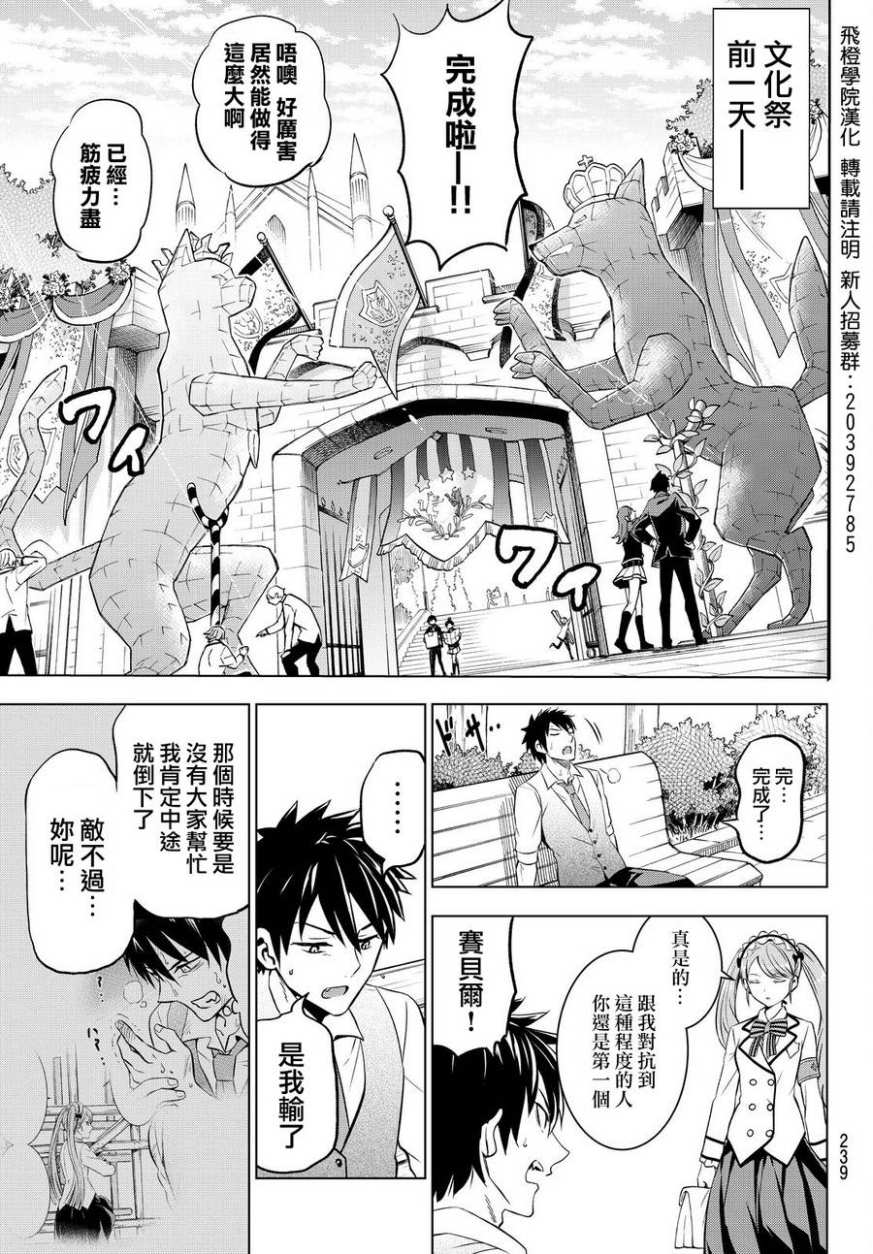 飛橙學院漢化 轉載請注明 新人招募群：20392785
文化祭
前一天—
完成啦
—!!
唔噢 好厲害
居然能做得
這麼大啊
已經…
筋疲力盡
ワイ
ワイ
ワイ
完…
完成了…
ドサ
真是的…
跟我對抗到
這種程度的人
你還是第一個
賽貝爾！
……
是我輸了
那個時候要是
沒有大家幫忙
我肯定中途
就倒下了
敵不過…
妳呢…
239